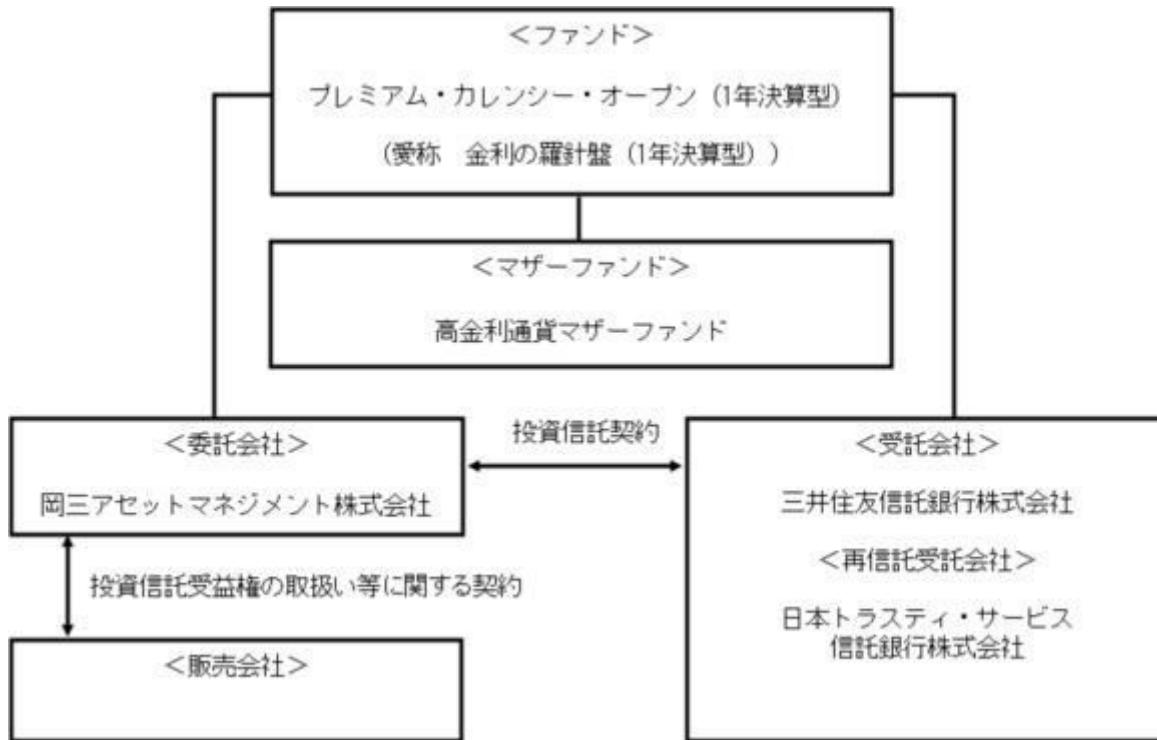 ＜ファンド＞
プレミアム・カレンシー・オープン（1年決算型）
（愛称　金利の羅針盤（1年決算型））
＜マザーファンド＞
高金利通貨マザーファンド
＜委託会社＞
岡三アセットマネジメント株式会社
投資信託契約
＜受託会社＞
三井住友信託銀行株式会社
＜再信託受託会社＞
日本トラスティ・サービス
信託銀行株式会社
投資信託受益権の取扱い等に関する契約
＜販売会社＞